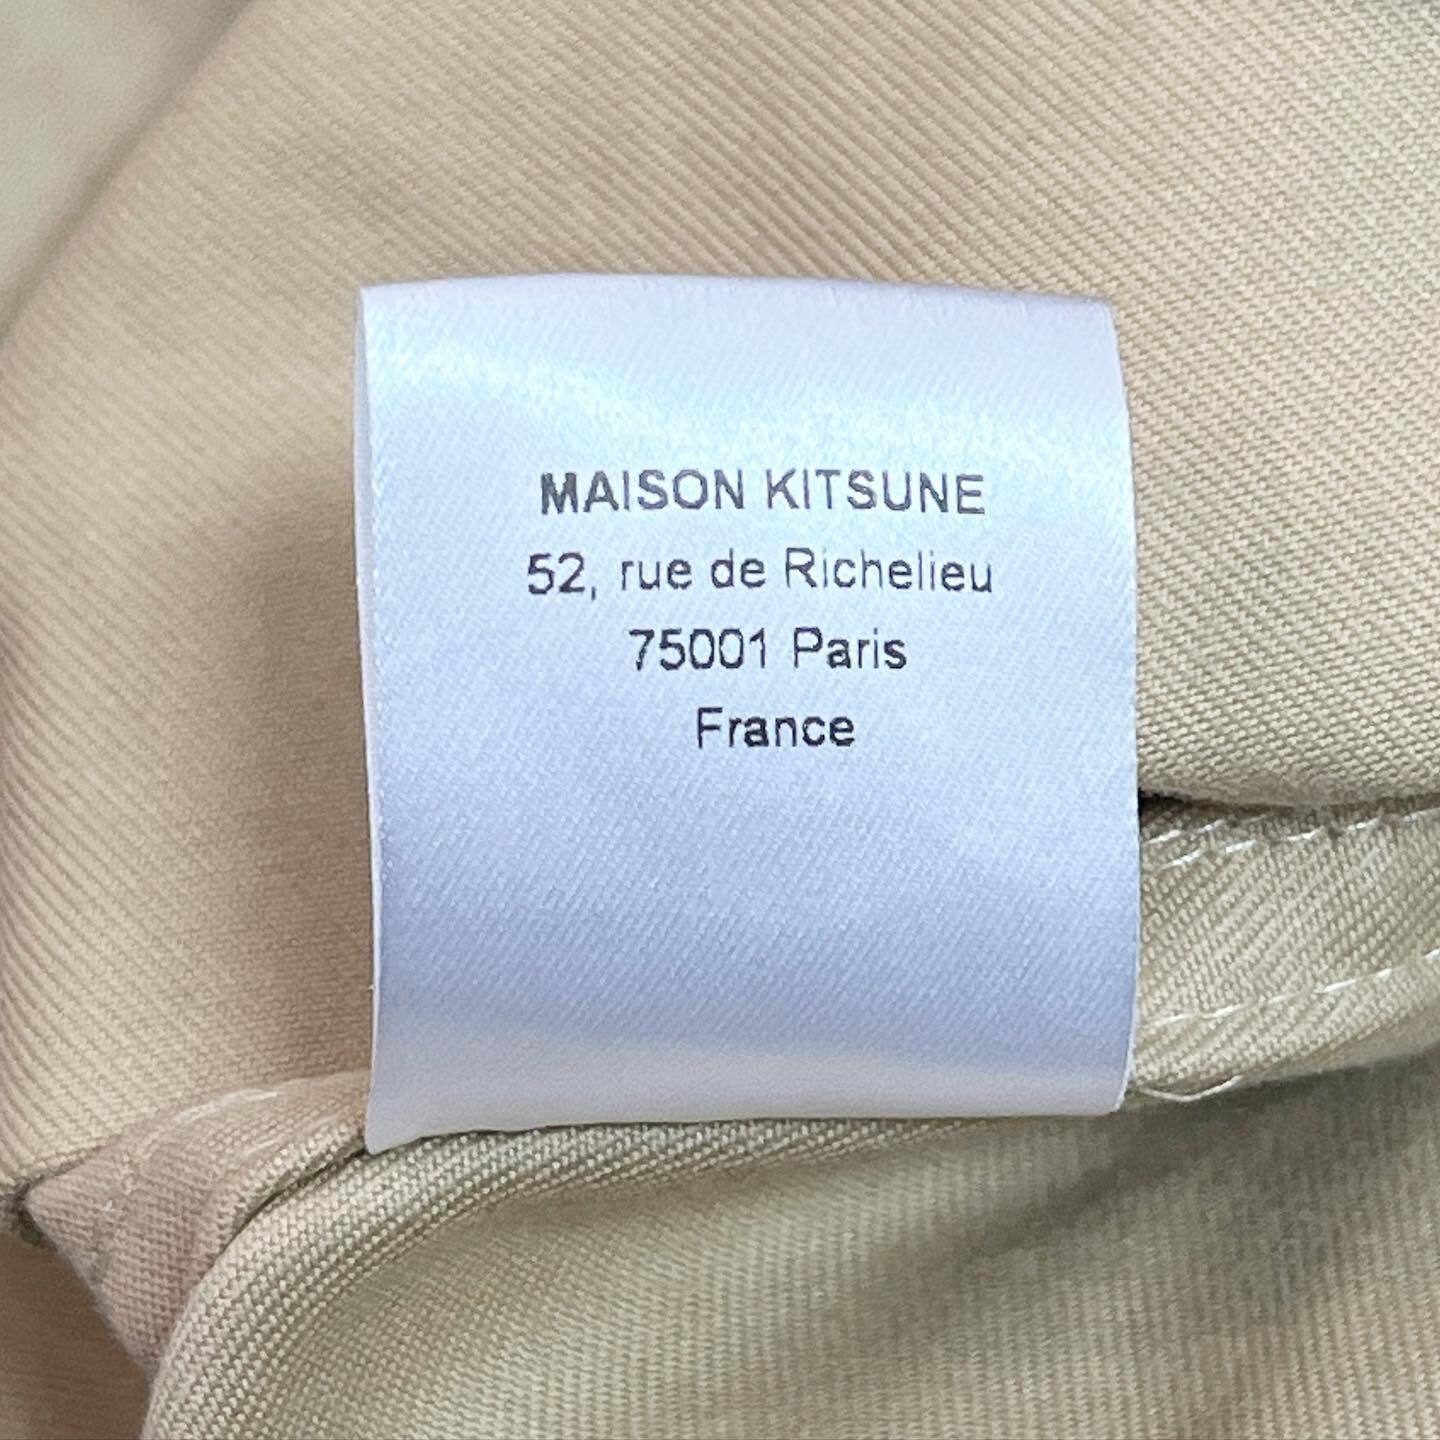 MAISON KITSUNE
52, rue de Richelieu
75001 Paris
France